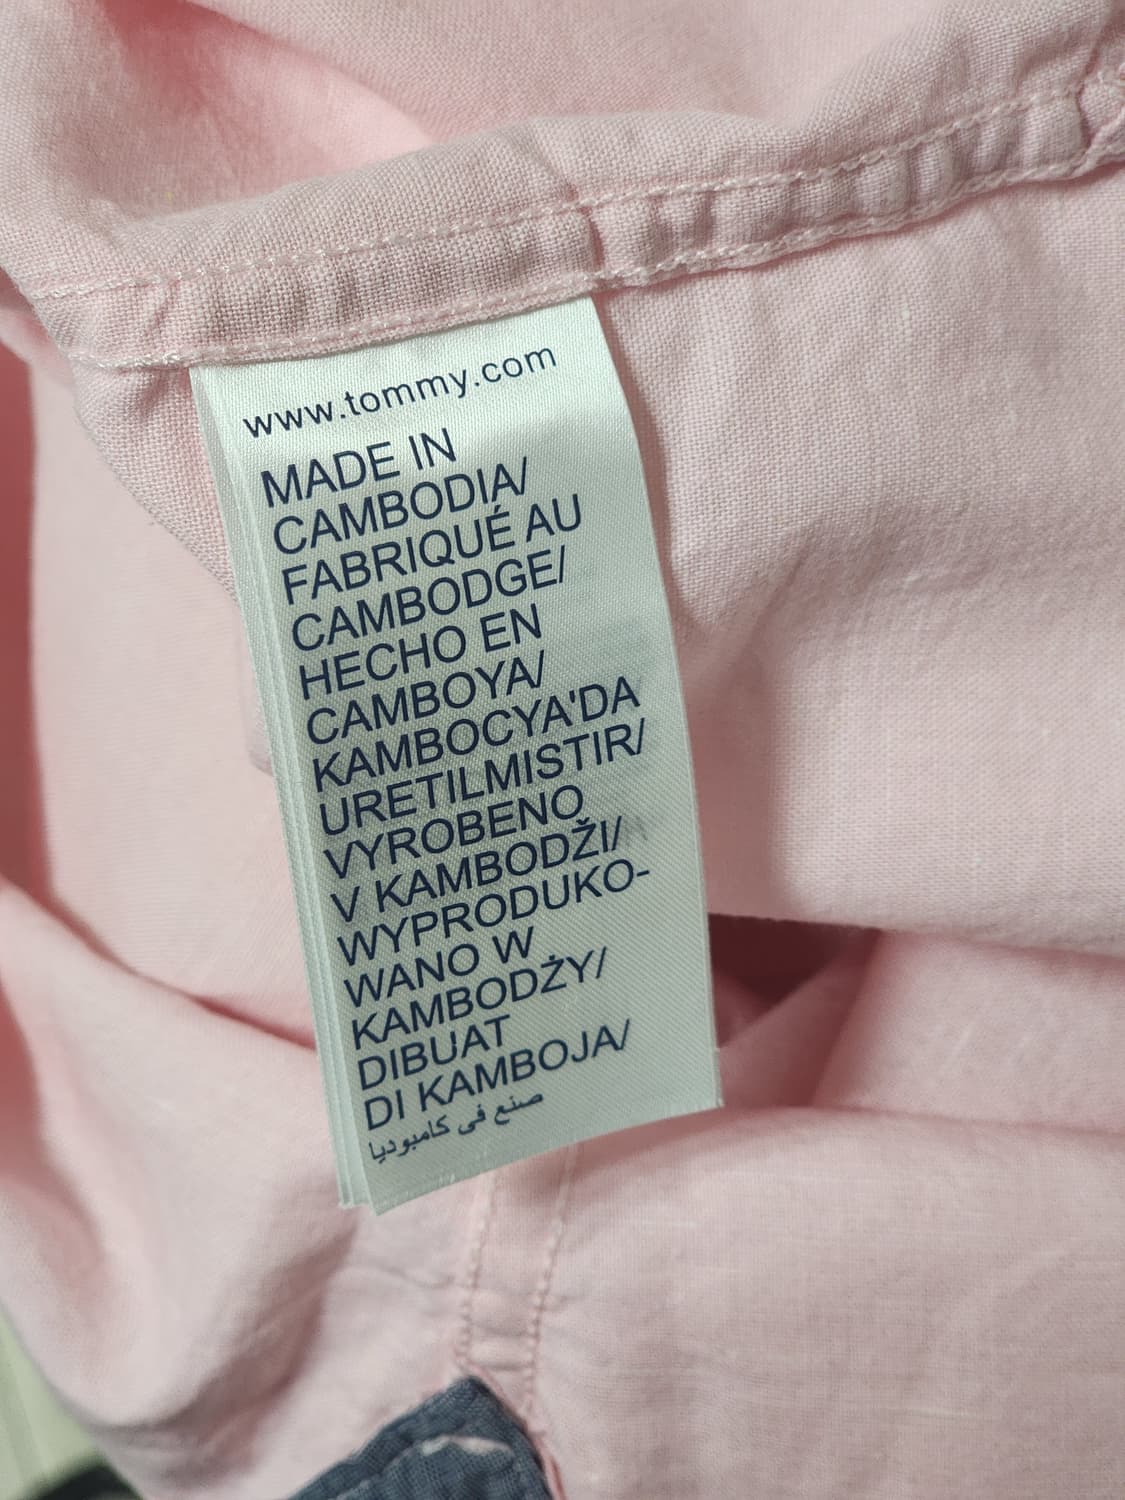 www.tommy.com
MADE IN
CAMBODIA/
FABRIQUÉ AU
CAMBODGE/
HECHO EN
CAMBOYA/
KAMBOCYA'DA
URETILMISTIR/
VYROBENO
V KAMBODŽI/
WYPRODUKO-
WANO W
KAMBODŻY/
DIBUAT
DI KAMBOJA/
صنع في كامبوديا